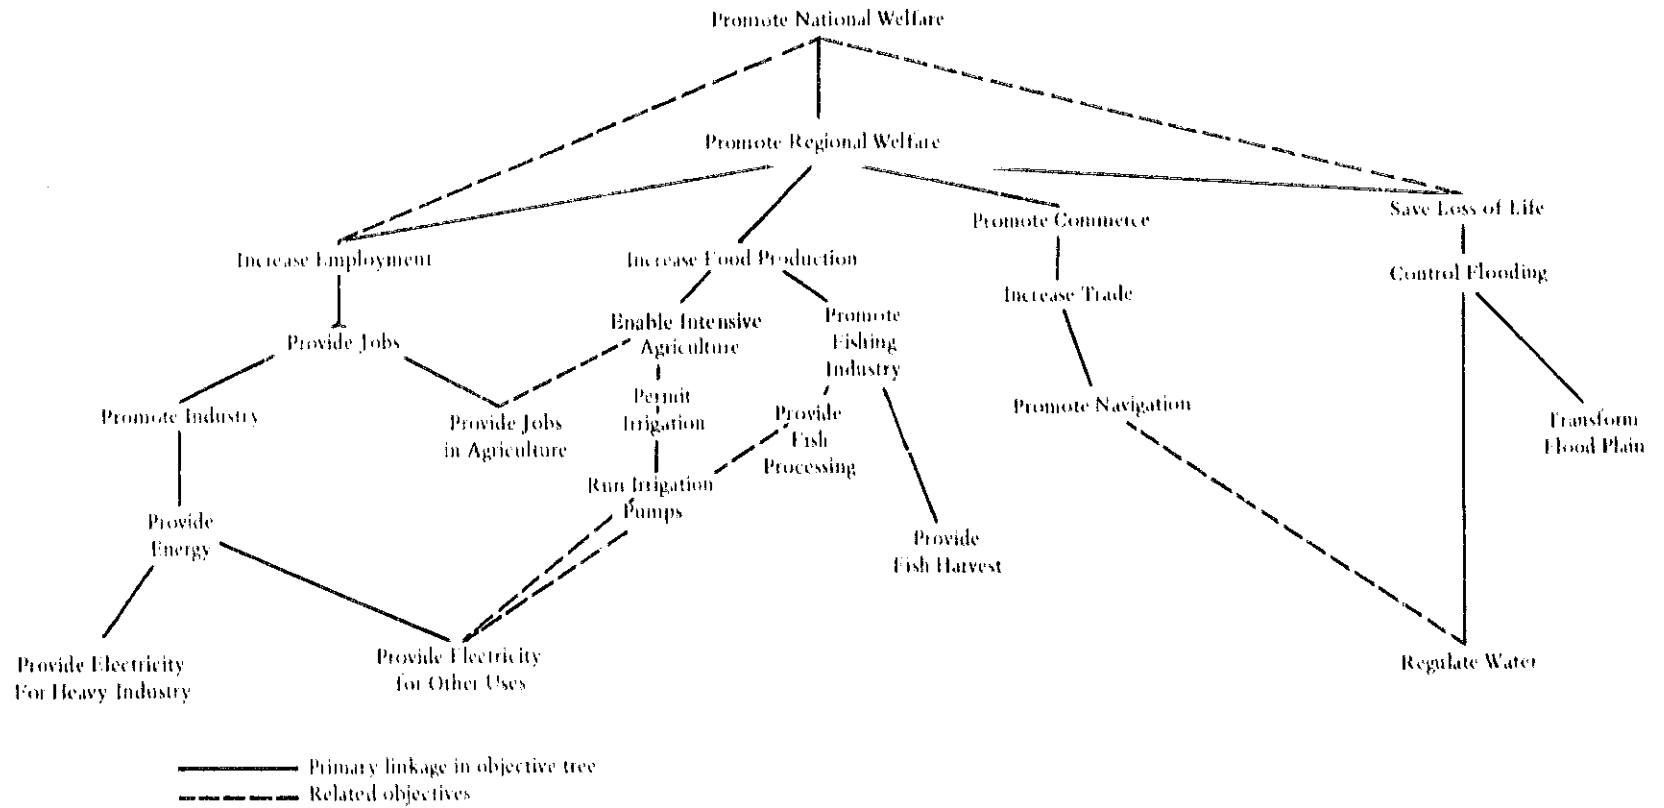 Promote National Welfare
Promote Regional Welfare
Save Loss of Life
Promote Commerce
Increase Employment
Increase Food Production
Control Flooding
Increase Trade
Enable Intensive
Agriculture
Promote
Fishing
Industry
Provide Jobs
Promote Industry
Provide Jobs
in Agriculture
Permit
Irrigation
Provide
Fish
Processing
Promote Navigation
Transform
Flood Plain
Run Irrigation
Pumps
Provide
Energy
Provide
Fish Harvest
Provide Electricity
For Heavy Industry
Provide Electricity
for Other Uses
Regulate Water
Primary linkage in objective tree
Related objectives